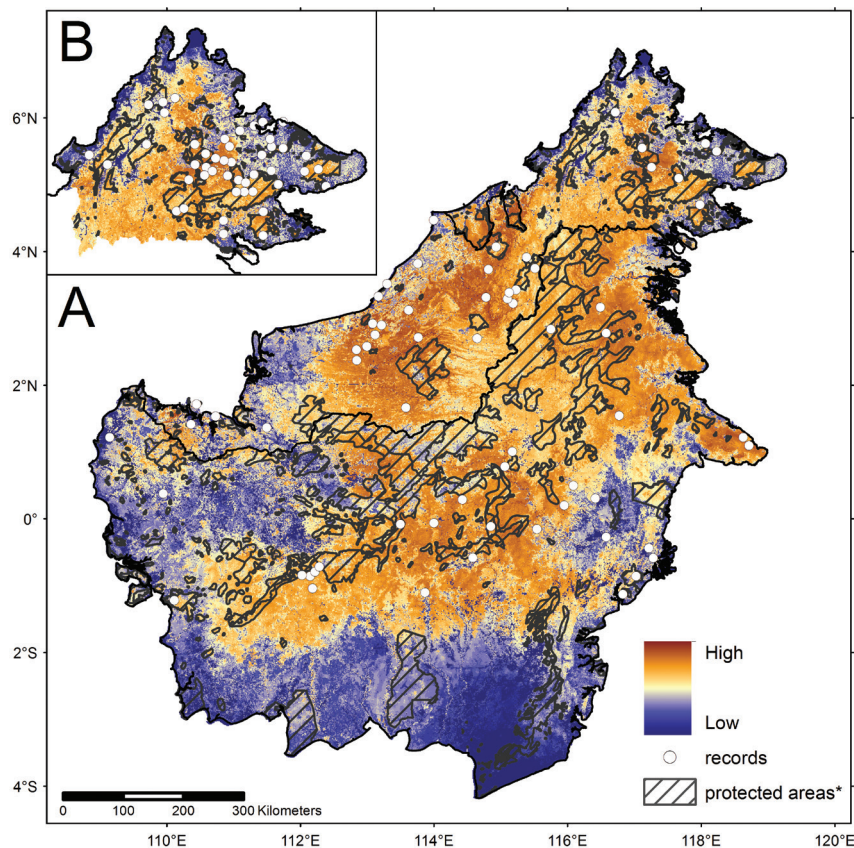 B
6°N
4°N
A
2°N
0°
2°S
4°S
High
Low
records
protected areas*
0 100 200 300 Kilometers
110°E 112°E 114°E 116°E 118°E 120°E